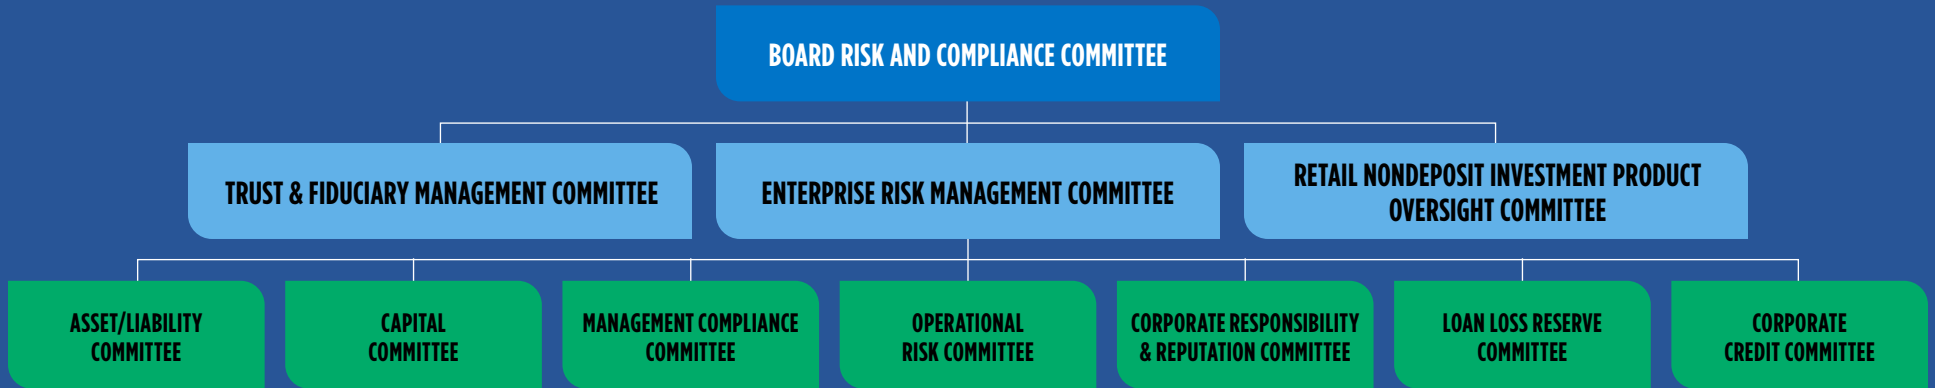 BOARD RISK AND COMPLIANCE COMMITTEE
TRUST & FIDUCIARY MANAGEMENT COMMITTEE
ENTERPRISE RISK MANAGEMENT COMMITTEE
RETAIL NONDEPOSIT INVESTMENT PRODUCT
OVERSIGHT COMMITTEE
ASSET/LIABILITY
COMMITTEE
CAPITAL
COMMITTEE
MANAGEMENT COMPLIANCE
COMMITTEE
OPERATIONAL
RISK COMMITTEE
CORPORATE RESPONSIBILITY
& REPUTATION COMMITTEE
LOAN LOSS RESERVE
COMMITTEE
CORPORATE
CREDIT COMMITTEE